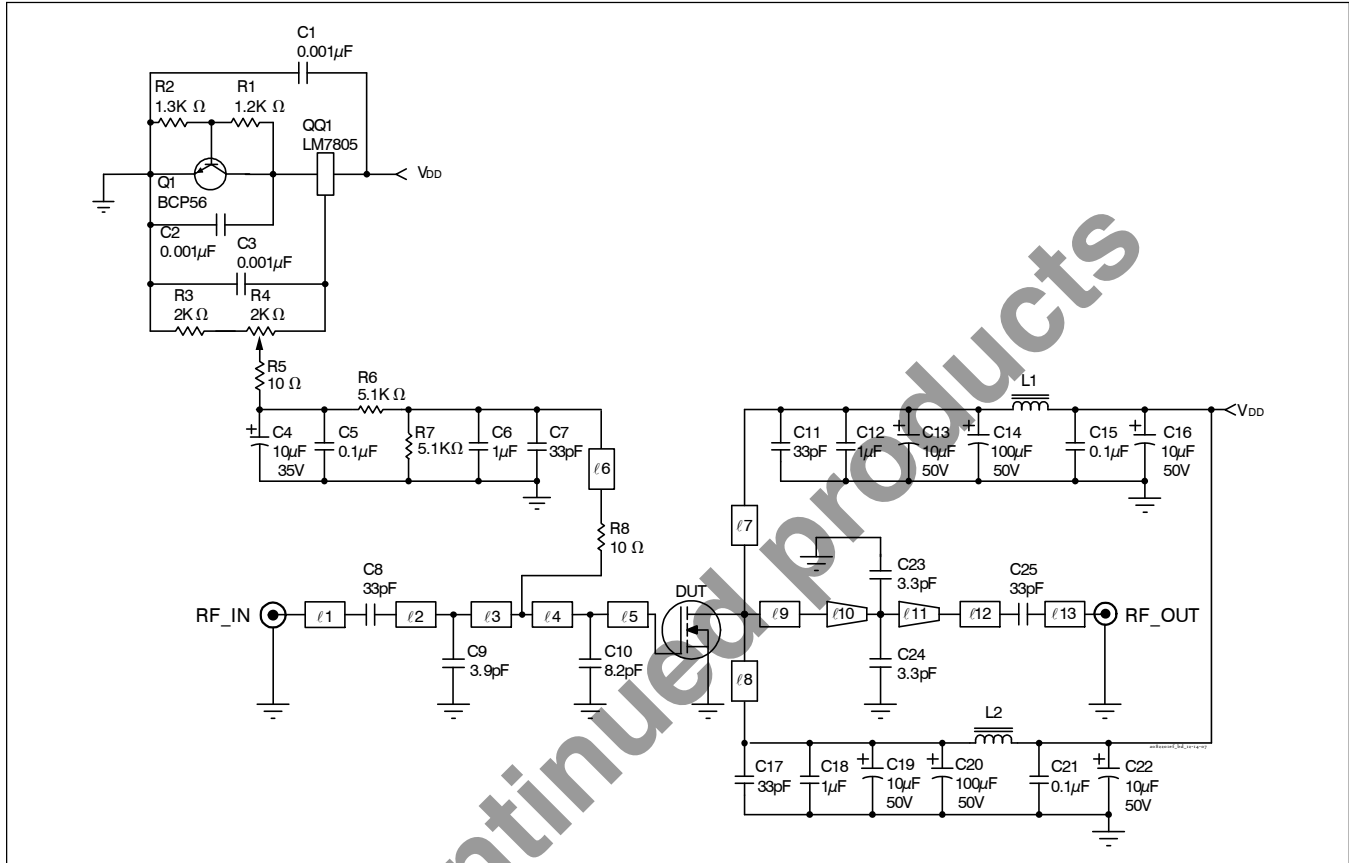 C1
0.001µF
R2
1.3K Ω
R1
1.2K Ω
QQ1
LM7805
VDD
Q1
BCP56
C2
0.001µF
C3
0.001µF
R3
2K Ω
R4
2K Ω
R5
10 Ω
R6
5.1K Ω
C4
10µF
35V
C5
0.1µF
R7
5.1KΩ
C6
1µF
C7
33pF
ℓ6
R8
10 Ω
L1
VDD
C11
33pF
C12
1µF
C13
10µF
50V
C14
100µF
50V
C15
0.1µF
C16
10µF
50V
ℓ7
RF_IN
ℓ1
C8
33pF
ℓ2
ℓ3
ℓ4
ℓ5
C9
3.9pF
C10
8.2pF
DUT
ℓ9
ℓ10
C23
3.3pF
ℓ11
ℓ12
C25
33pF
ℓ13
RF_OUT
C24
3.3pF
ℓ8
L2
C17
33pF
C18
1µF
C19
10µF
50V
C20
100µF
50V
C21
0.1µF
C22
10µF
50V
ntinued products